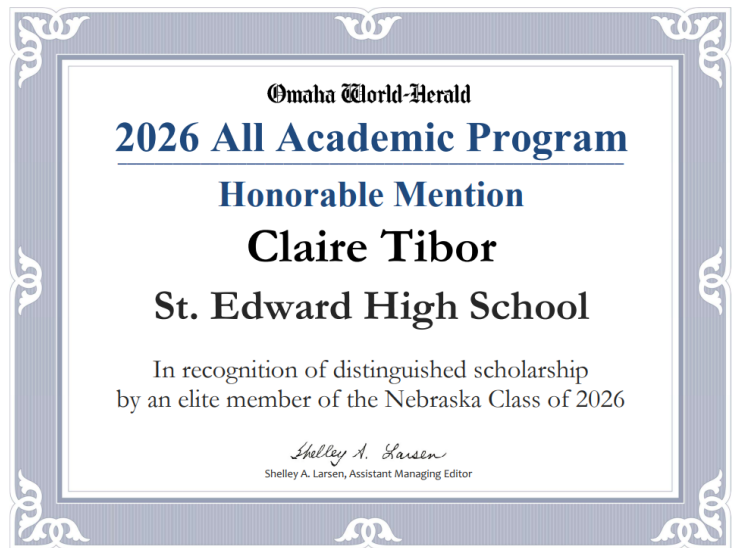 Omaha World-Herald
2026 All Academic Program
Honorable Mention
Claire Tibor
St. Edward High School
In recognition of distinguished scholarship
by an elite member of the Nebraska Class of 2026
Shelley A. Larsen
Shelley A. Larsen, Assistant Managing Editor